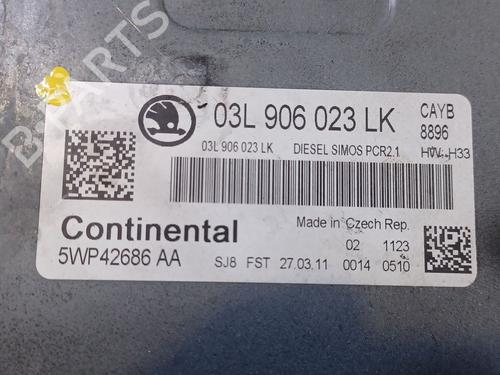 B-PARTS
03L 906 023 LK
CAYB
8896
03L 906 023 LK DIESEL SIMOS PCR2.1
H33
Continental
5WP42686 AA
Made in Czech Rep.
02 1123
SJ8 FST 27.03.11 0014 0510